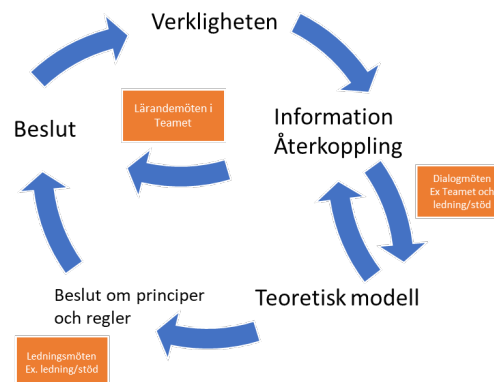 Verkligheten
Lärandemöten i
Teamet
Beslut
Information
Återkoppling
Dialogmöten
Ex Teamet och
ledning/stöd
Teoretisk modell
Beslut om principer
och regler
Ledningsmöten
Ex. ledning/stöd